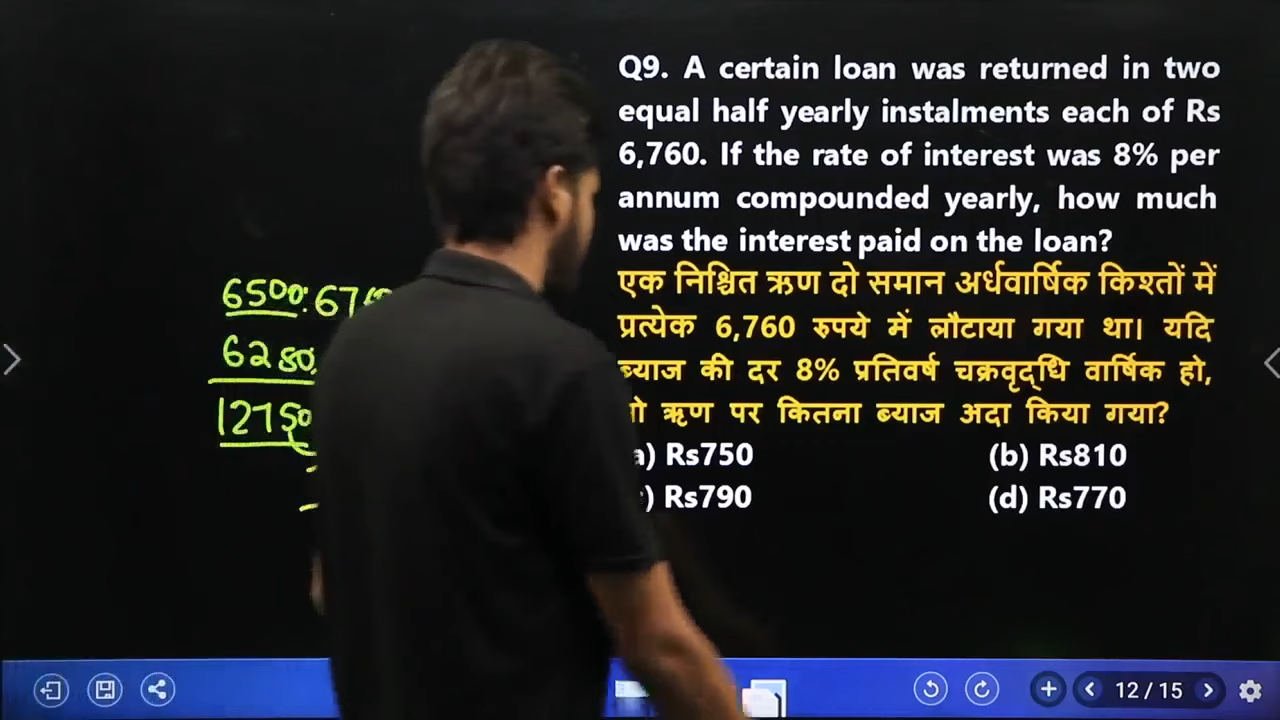 Q9. A certain loan was returned in two
equal half yearly instalments each of Rs
6,760. If the rate of interest was 8% per
annum compounded yearly, how much
was the interest paid on the loan?
एक निश्चित ऋण दो समान अर्धवार्षिक किश्तों में
प्रत्येक 6,760 रुपये में लौटाया गया था। यदि
ब्याज की दर 8% प्रतिवर्ष चक्रवृद्धि वार्षिक हो,
ऋण पर कितना ब्याज अदा किया गया?
a) Rs750 (b) Rs810
) Rs790 (d) Rs770
6500:67
6250
12750
12/15